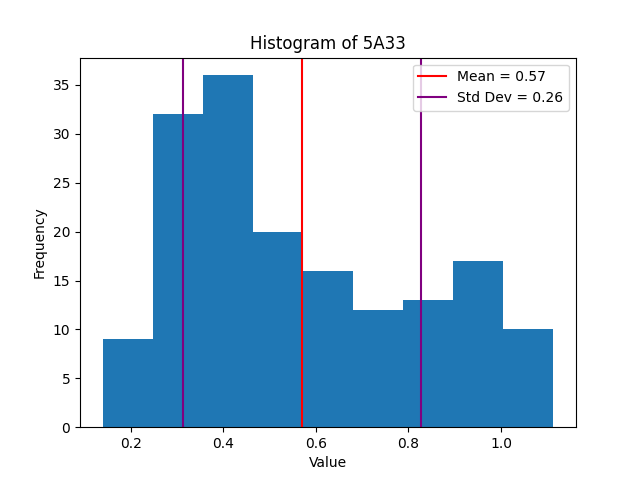 Histogram of 5A33
Mean = 0.57
Std Dev = 0.26
Frequency
35
30
25
20
15
10
5
0
0.2 0.4 0.6 0.8 1.0
Value